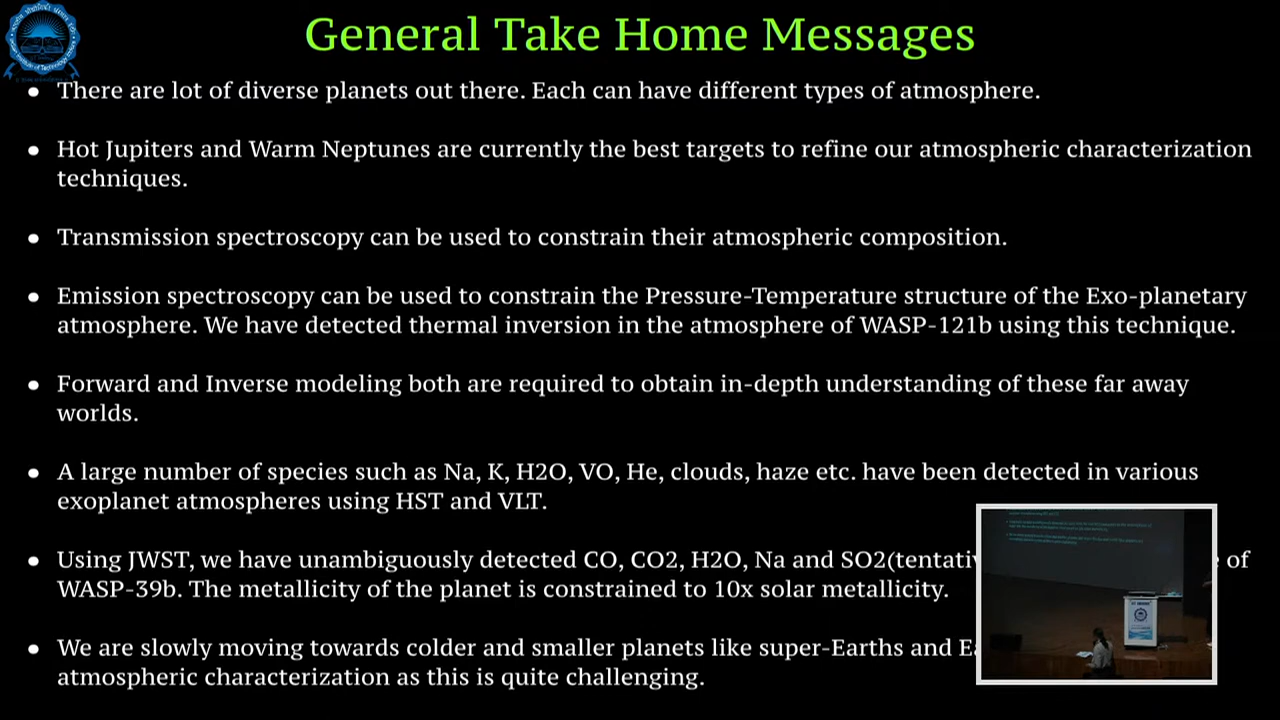 General Take Home Messages
There are lot of diverse planets out there. Each can have different types of atmosphere.
Hot Jupiters and Warm Neptunes are currently the best targets to refine our atmospheric characterization
techniques.
Transmission spectroscopy can be used to constrain their atmospheric composition.
Emission spectroscopy can be used to constrain the Pressure-Temperature structure of the Exo-planetary
atmosphere. We have detected thermal inversion in the atmosphere of WASP-121b using this technique.
Forward and Inverse modeling both are required to obtain in-depth understanding of these far away
worlds.
A large number of species such as Na, K, H2O, VO, He, clouds, haze etc. have been detected in various
exoplanet atmospheres using HST and VLT.
Using JWST, we have unambiguously detected CO, CO2, H2O, Na and SO2(tentativ of
WASP-39b. The metallicity of the planet is constrained to 10x solar metallicity.
We are slowly moving towards colder and smaller planets like super-Earths and Ea
atmospheric characterization as this is quite challenging.